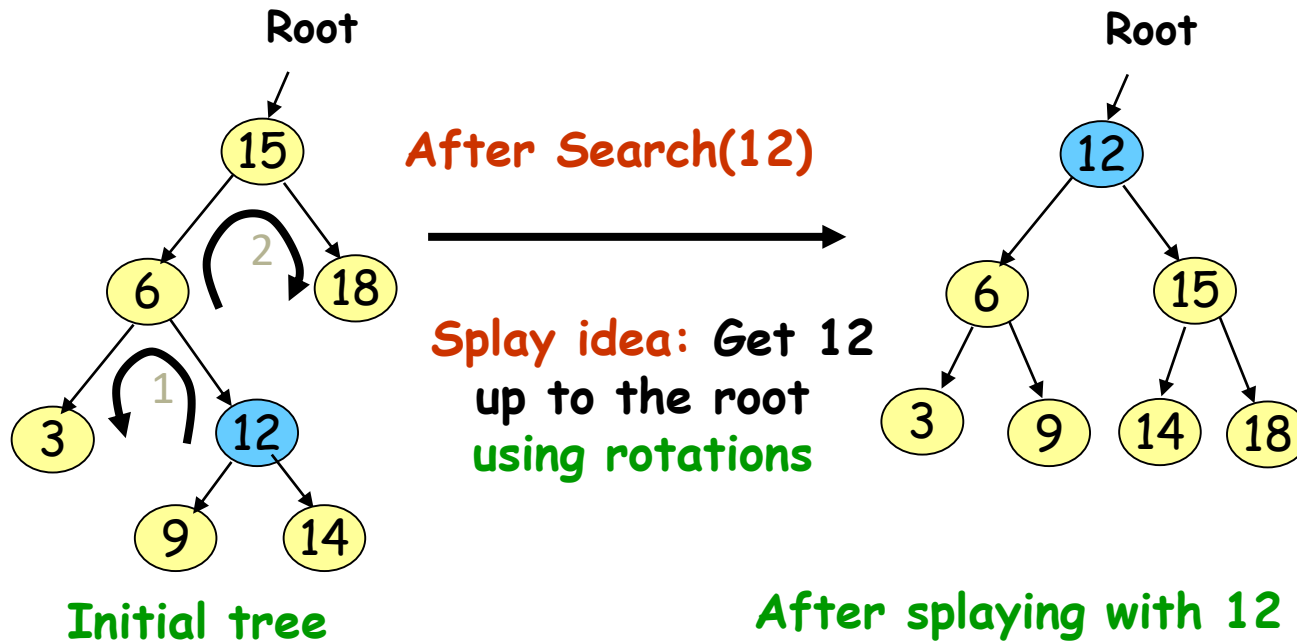 Root
15
6
2
18
3
1
12
9
14
Initial tree
After Search(12)
Splay idea: Get 12
up to the root
using rotations
Root
12
6
15
3
9
14
18
After splaying with 12